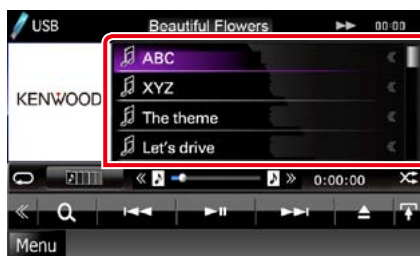 USB Beautiful Flowers 00:00
ABC
KENWOOD
XYZ
The theme
Let's drive
0:00:00
Menu